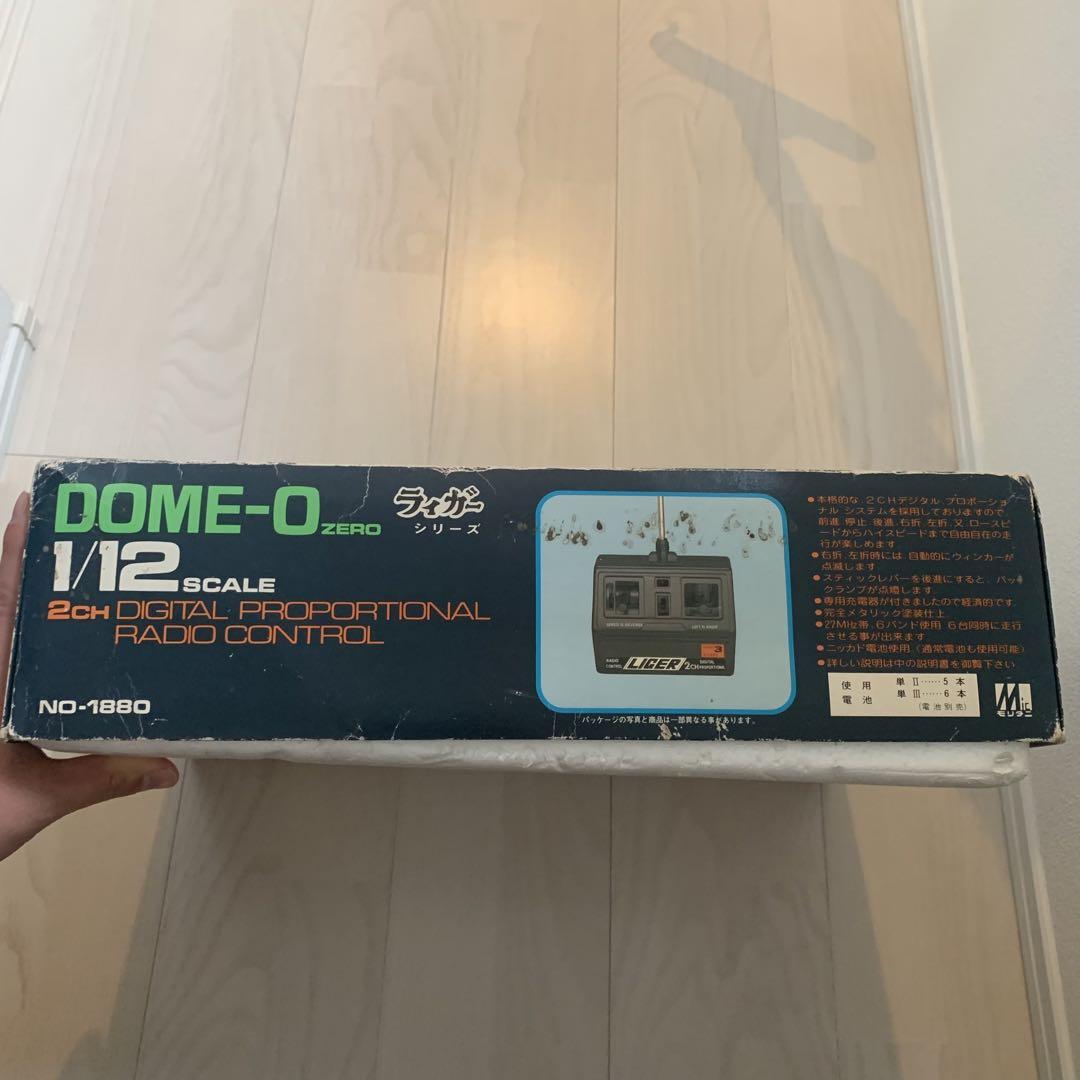 DOME-0 ZERO
ライガー
シリーズ
1/12 SCALE
2CH DIGITAL PROPORTIONAL
RADIO CONTROL
NO-1880
RADIO
CONTROL
LIGER
3
DIGITAL
2CH PROPORTIONAL
パッケージの写真と商品は一部異なる事があります。
●本格的な、2CHデジタル、プロポーショ
ナル システムを採用しておりますので、
前進、停止、後進、右折、左折、又、ロースピ
ードからハイスピードまで自由自在の走
行が楽しめます。
●右折、左折時には、自動的にウィンカーが
点滅します。
●スティックレバーを後進にすると、バッ
クランプが点燈します。
●専用充電器が付きましたので経済的です。
●完全メタリック塗装仕上
●27MHz帯、6バンド使用、6台同時に走行
させる事が出来ます。
●ニッカド電池使用、(通常電池も使用可能)
●詳しい説明は中の説明書を御覧下さい。
使用 単II……5本
電池 単III……6本
(電池別売)
Mic
モリタニ